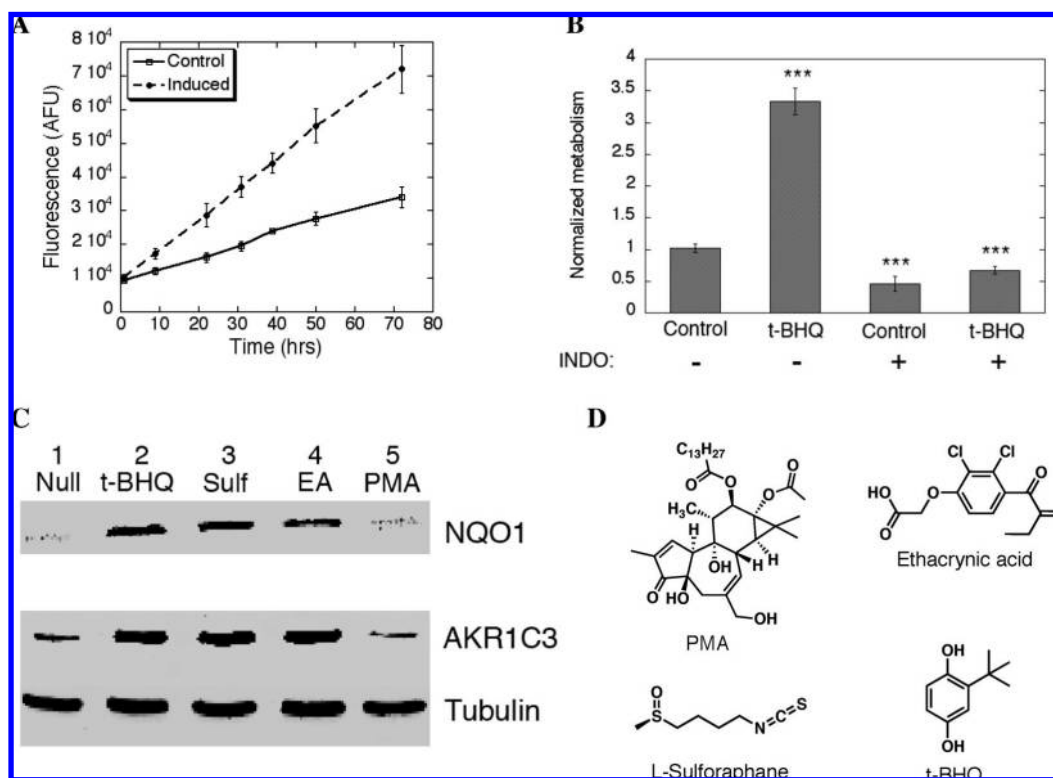 A
8 10⁴
7 10⁴
6 10⁴
5 10⁴
4 10⁴
3 10⁴
2 10⁴
1 10⁴
0
Control
Induced
Fluorescence (AFU)
0 10 20 30 40 50 60 70 80
Time (hrs)
B
4
3.5
3
2.5
2
1.5
1
0.5
0
Normalized metabolism
***
***
***
Control t-BHQ Control t-BHQ
INDO: - - + +
C
1 2 3 4 5
Null t-BHQ Sulf EA PMA
NQO1
AKR1C3
Tubulin
D
C₁₃H₂₇
O O O O
H₃C
H H H
OH
O HO
OH
PMA
Cl Cl
HO O O
O
Ethacrynic acid
O
S N C S
L-Sulforaphane
OH
OH
t-BHQ